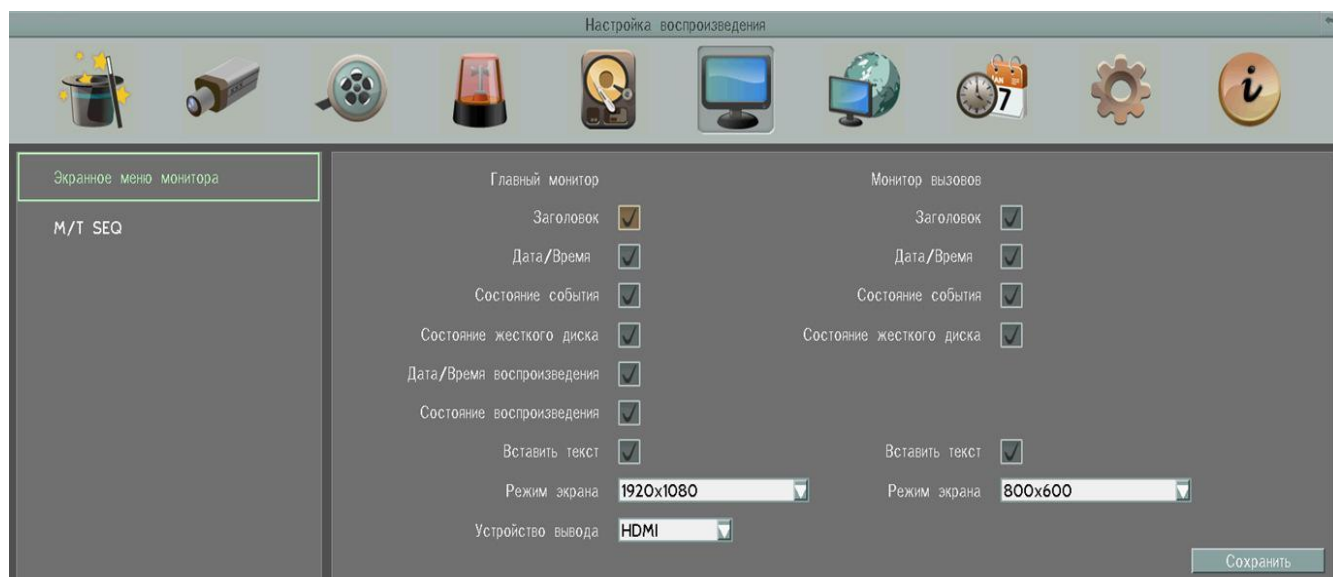 Настройка воспроизведения
JAN
7
i
Экранное меню монитора
M/T SEQ
Главный монитор
Монитор вызовов
Заголовок
Заголовок
Дата/Время
Дата/Время
Состояние события
Состояние события
Состояние жесткого диска
Состояние жесткого диска
Дата/Время воспроизведения
Состояние воспроизведения
Вставить текст
Вставить текст
Режим экрана 1920x1080
Режим экрана 800x600
Устройство вывода HDMI
Сохранить